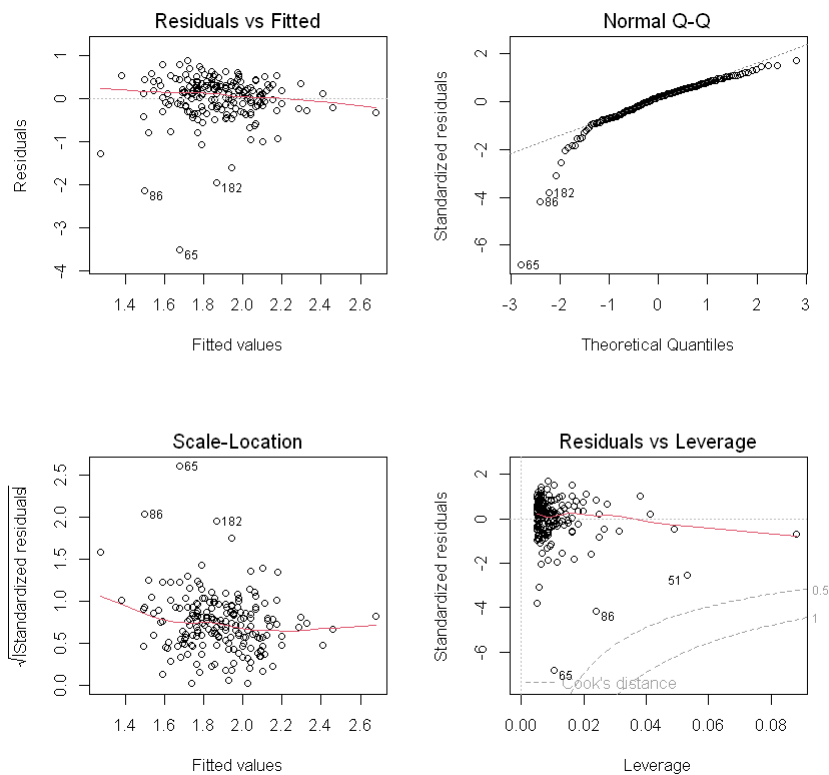 Residuals vs Fitted
Residuals
1
0
-1
-2
-3
-4
86
182
65
1.4 1.6 1.8 2.0 2.2 2.4 2.6
Fitted values
Normal Q-Q
Standardized residuals
2
0
-2
-4
-6
182
86
65
-3 -2 -1 0 1 2 3
Theoretical Quantiles
Scale-Location
√|Standardized residuals|
2.5
2.0
1.5
1.0
0.5
0.0
65
86
182
1.4 1.6 1.8 2.0 2.2 2.4 2.6
Fitted values
Residuals vs Leverage
Standardized residuals
2
0
-2
-4
-6
51
86
65
0.5
1
Cook's distance
0.00 0.02 0.04 0.06 0.08
Leverage